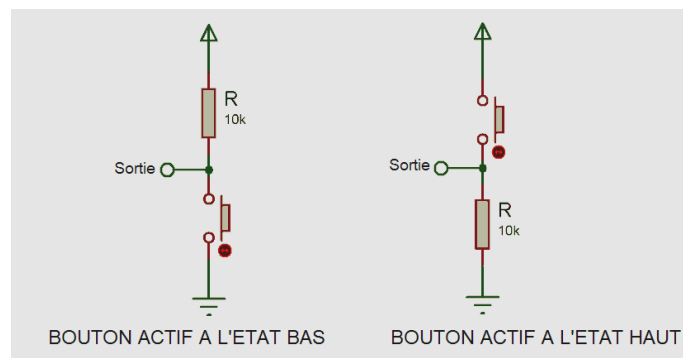 R
10k
Sortie
BOUTON ACTIF A L'ETAT BAS
Sortie
R
10k
BOUTON ACTIF A L'ETAT HAUT